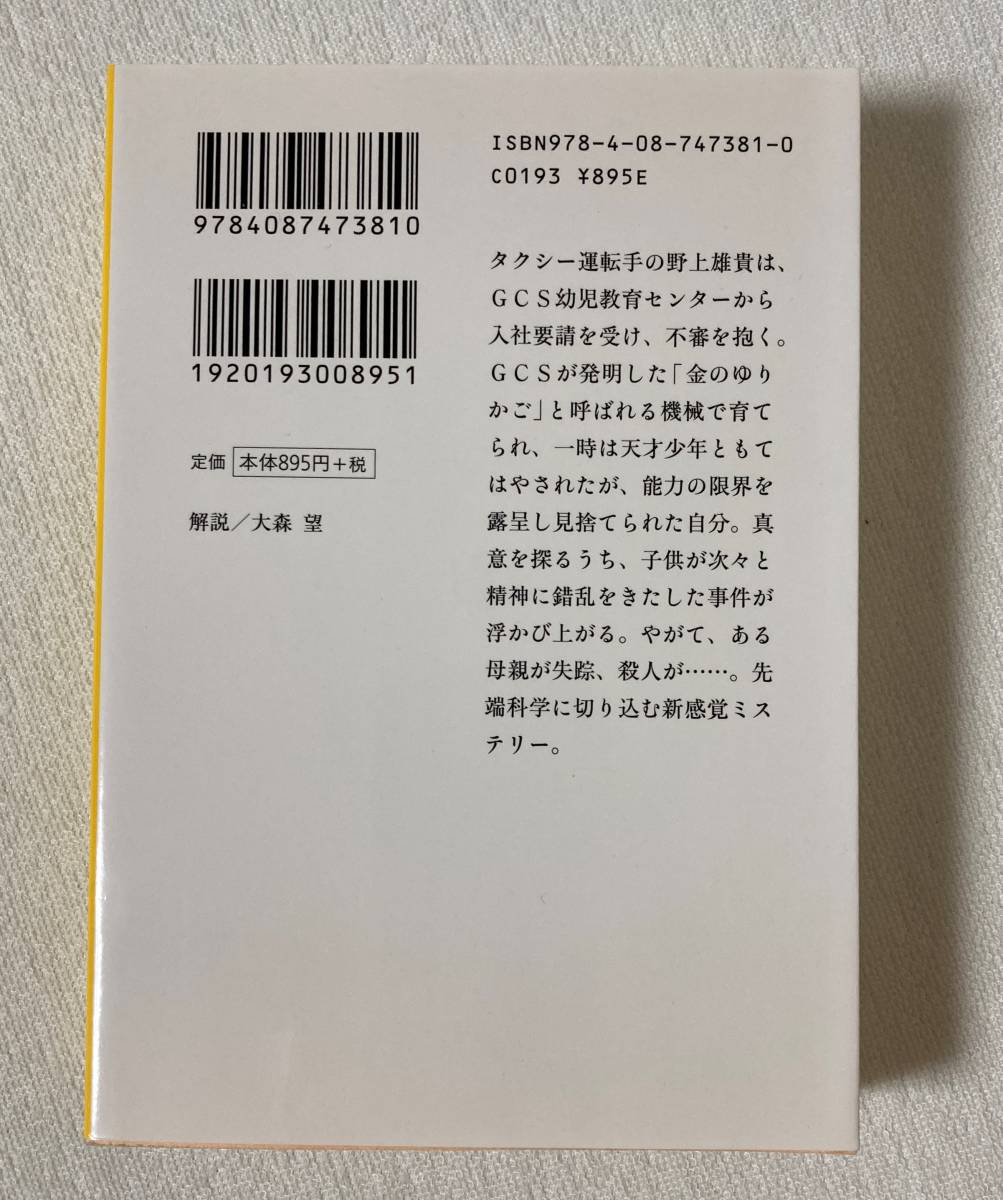 9784087473810
1920193008951
定価 本体895円+税
解説/大森 望
ISBN978-4-08-747381-0
C0193 ¥895E
タクシー運転手の野上雄貴は、
GCS幼児教育センターから
入社要請を受け、不審を抱く。
GCSが発明した「金のゆり
かご」と呼ばれる機械で育て
られ、一時は天才少年ともて
はやされたが、能力の限界を
露呈し見捨てられた自分。真
意を探るうち、子供が次々と
精神に錯乱をきたした事件が
浮かび上がる。やがて、ある
母親が失踪、殺人が……。先
端科学に切り込む新感覚ミス
テリー。